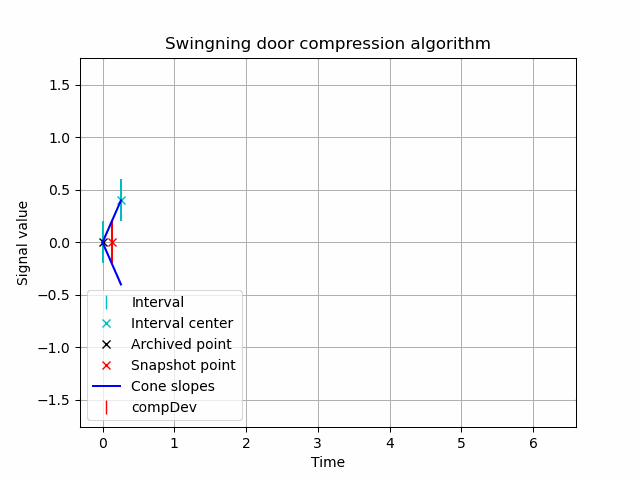 Swingning door compression algorithm
Signal value
1.5
1.0
0.5
0.0
−0.5
−1.0
−1.5
Interval
Interval center
Archived point
Snapshot point
Cone slopes
compDev
0 1 2 3 4 5 6
Time